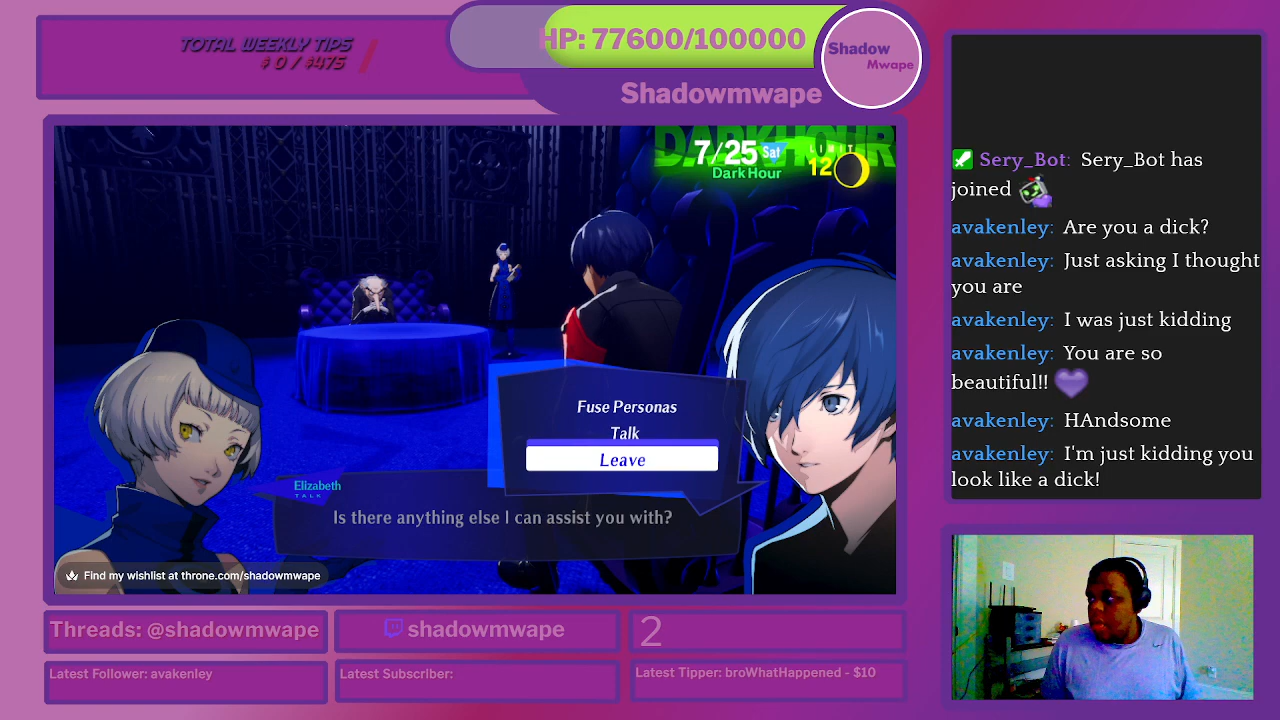 TOTAL WEEKLY TIPS
$ 0 / $475
HP: 77600/100000
Shadow
Mwape
Shadowmwape
DARK HOUR
7/25 Sat
Dark Hour
LIMIT
12
Fuse Personas
Talk
Leave
Elizabeth
TALK
Is there anything else I can assist you with?
Find my wishlist at throne.com/shadowmwape
Threads: @shadowmwape
shadowmwape
2
Latest Follower: avakenley
Latest Subscriber:
Latest Tipper: broWhatHappened - $10
Sery_Bot: Sery_Bot has
joined
avakenley: Are you a dick?
avakenley: Just asking I thought
you are
avakenley: I was just kidding
avakenley: You are so
beautiful!!
avakenley: HAndsome
avakenley: I'm just kidding you
look like a dick!